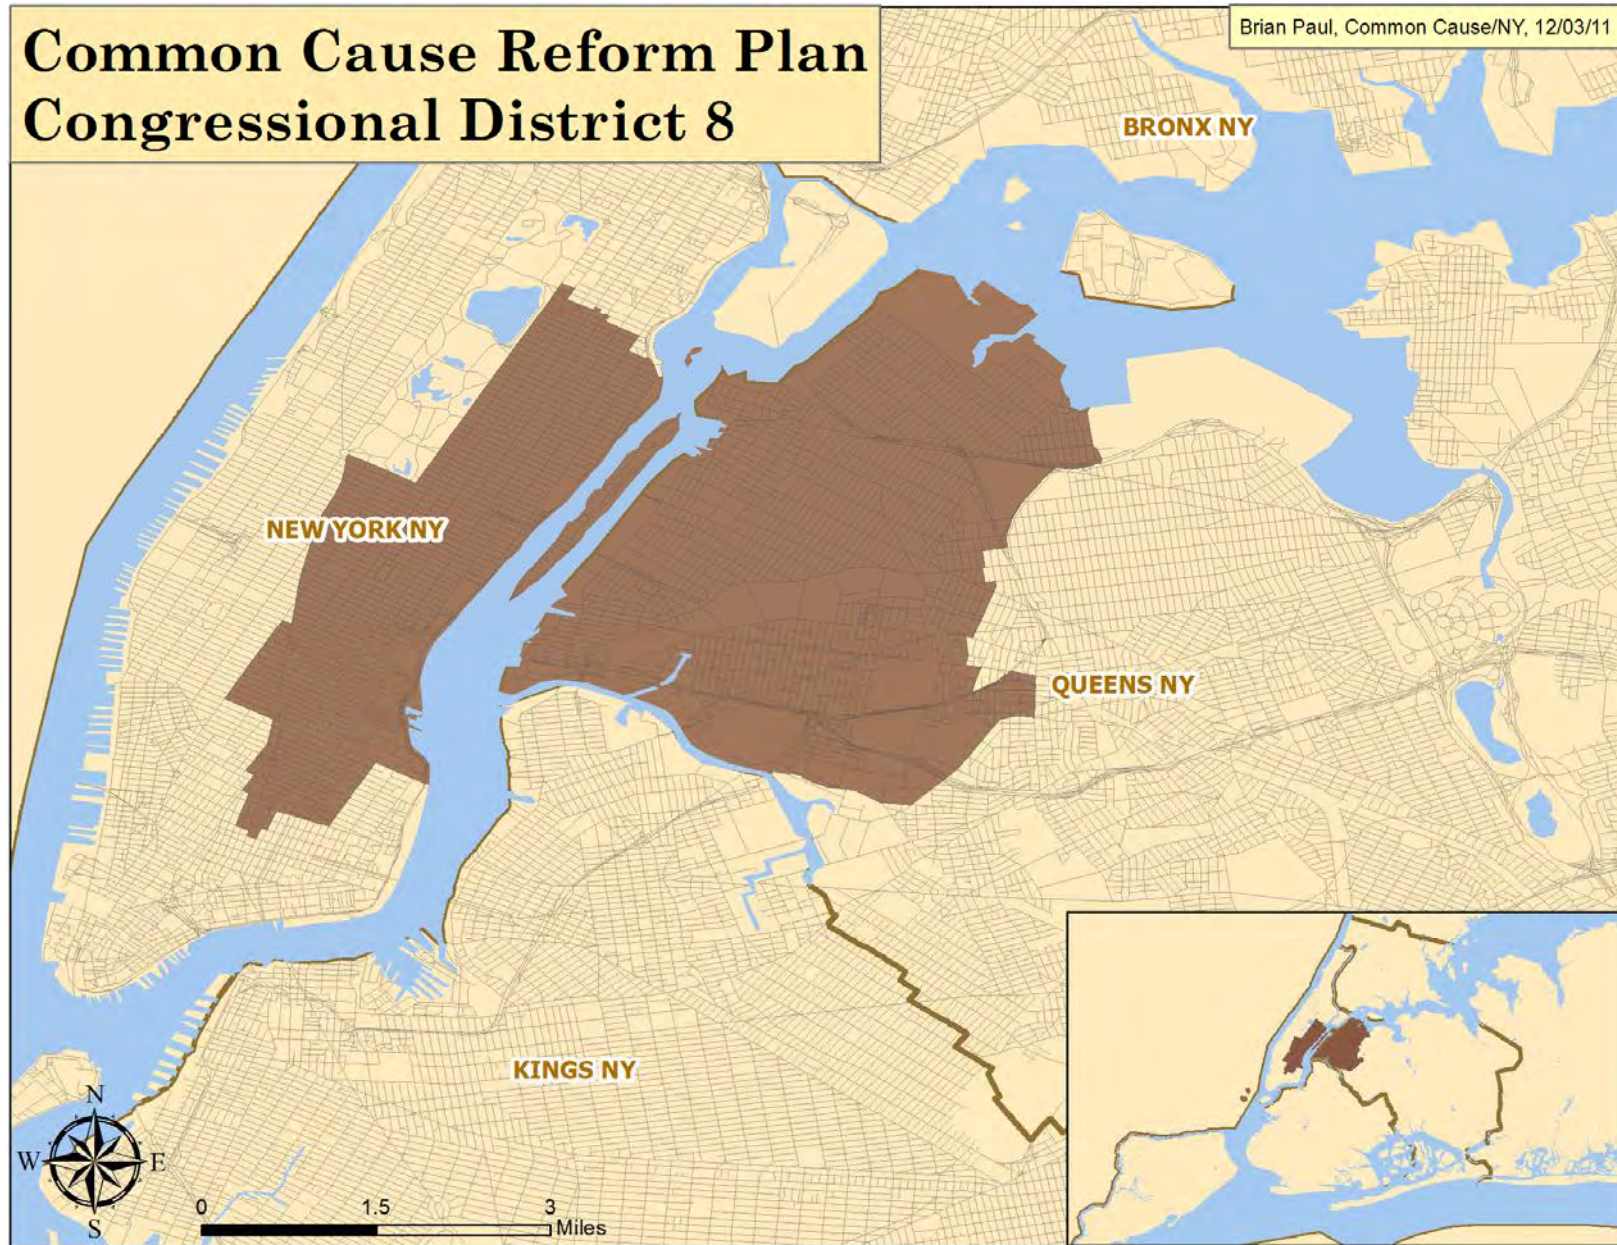 Common Cause Reform Plan
Congressional District 8
Brian Paul, Common Cause/NY, 12/03/11
BRONX NY
NEW YORK NY
QUEENS NY
KINGS NY
N
W E
S
0 1.5 3
Miles